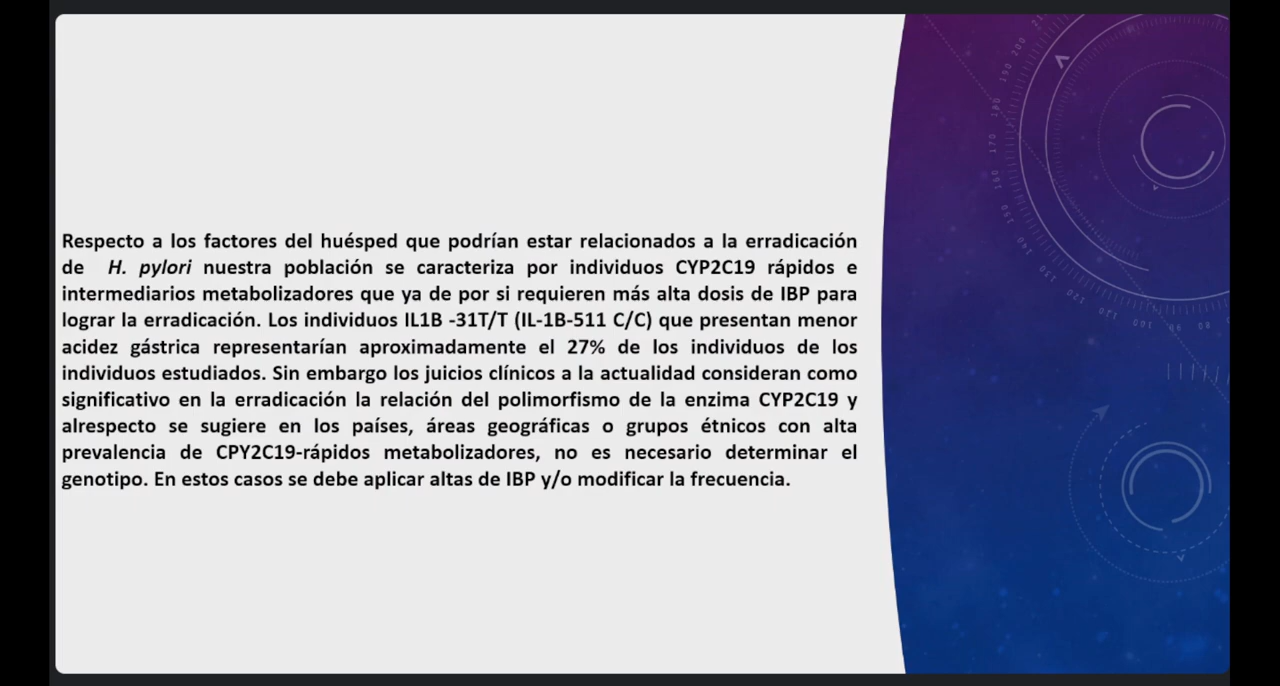 Respecto a los factores del huésped que podrían estar relacionados a la erradicación
de H. pylori nuestra población se caracteriza por individuos CYP2C19 rápidos e
intermediarios metabolizadores que ya de por si requieren más alta dosis de IBP para
lograr la erradicación. Los individuos IL1B -31T/T (IL-1B-511 C/C) que presentan menor
acidez gástrica representarían aproximadamente el 27% de los individuos de los
individuos estudiados. Sin embargo los juicios clínicos a la actualidad consideran como
significativo en la erradicación la relación del polimorfismo de la enzima CYP2C19 y
alrespecto se sugiere en los países, áreas geográficas o grupos étnicos con alta
prevalencia de CPY2C19-rápidos metabolizadores, no es necesario determinar el
genotipo. En estos casos se debe aplicar altas de IBP y/o modificar la frecuencia.